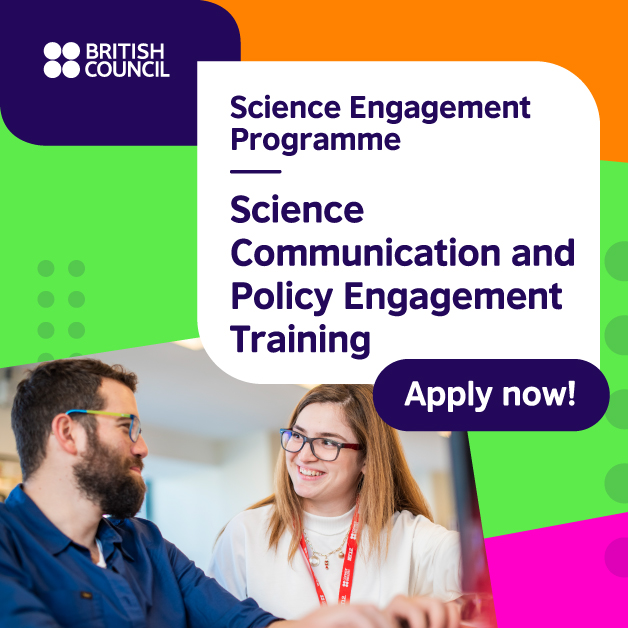 BRITISH
COUNCIL
Science Engagement
Programme
Science
Communication and
Policy Engagement
Training
Apply now!